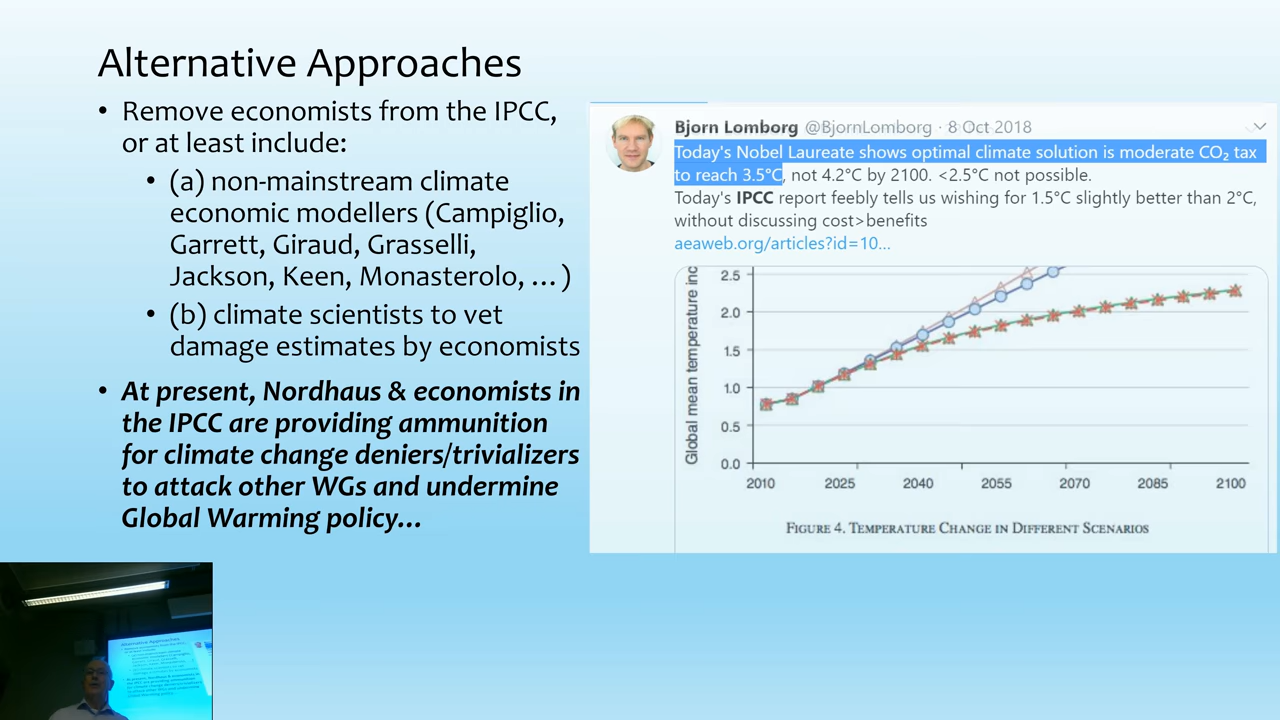 Alternative Approaches
• Remove economists from the IPCC,
or at least include:
• (a) non-mainstream climate
economic modellers (Campiglio,
Garrett, Giraud, Grasselli,
Jackson, Keen, Monasterolo, …)
• (b) climate scientists to vet
damage estimates by economists
• At present, Nordhaus & economists in
the IPCC are providing ammunition
for climate change deniers/trivializers
to attack other WGs and undermine
Global Warming policy…
Bjorn Lomborg @BjornLomborg · 8 Oct 2018
Today's Nobel Laureate shows optimal climate solution is moderate CO₂ tax
to reach 3.5°C, not 4.2°C by 2100. <2.5°C not possible.
Today's IPCC report feebly tells us wishing for 1.5°C slightly better than 2°C,
without discussing cost>benefits
aeaweb.org/articles?id=10...
Global mean temperature inc
2.5
2.0
1.5
1.0
0.5
0.0
2010 2025 2040 2055 2070 2085 2100
Figure 4. Temperature Change in Different Scenarios
Alternative Approaches